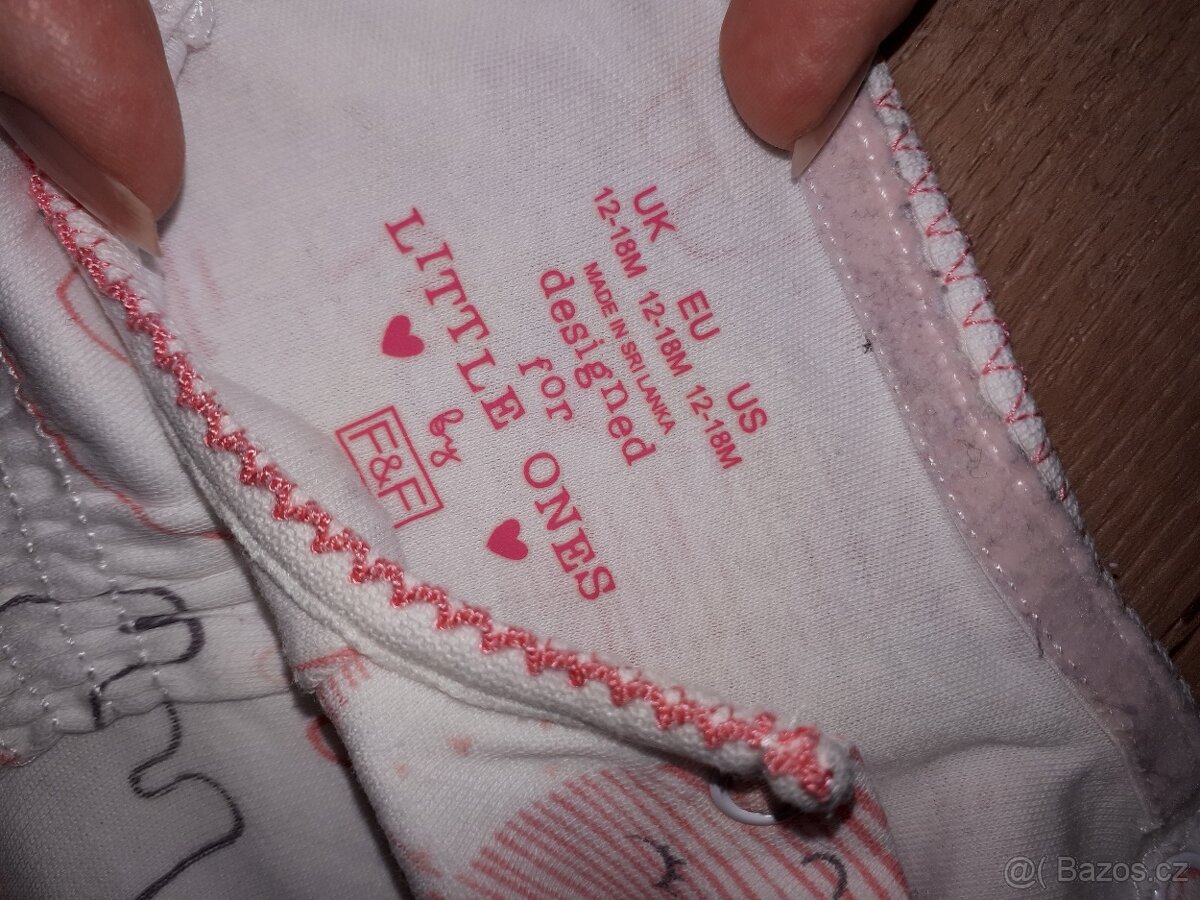 UK EU US
12-18M 12-18M 12-18M
MADE IN SRI LANKA
designed
for
LITTLE ONES
by
F&F
@( Bazos.cz